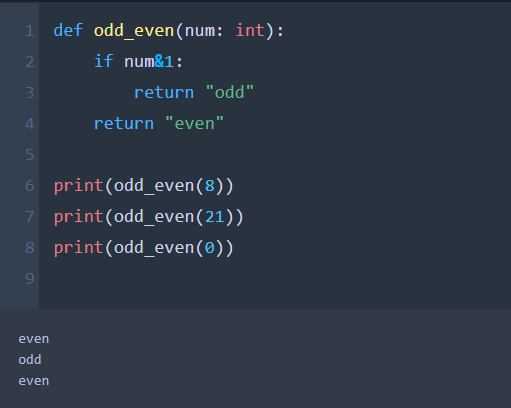 1 def odd_even(num: int):
2     if num&1:
3         return "odd"
4     return "even"
5
6 print(odd_even(8))
7 print(odd_even(21))
8 print(odd_even(0))
9
even
odd
even